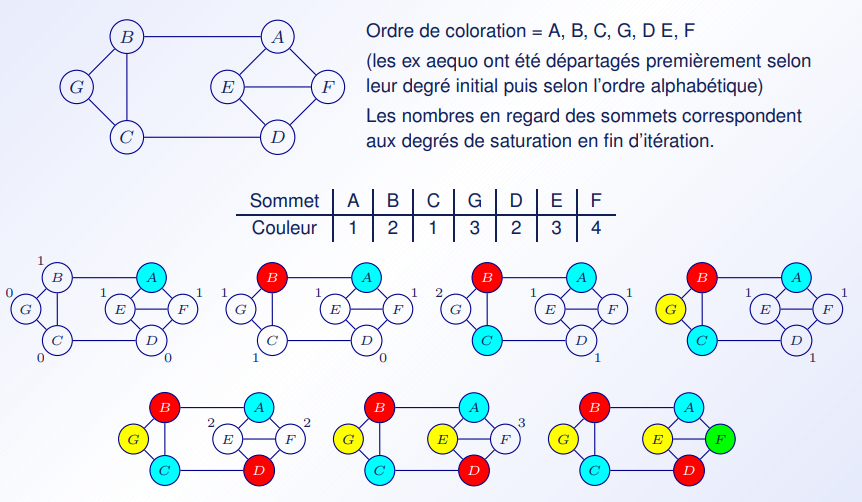 B A
G E F
C D
Ordre de coloration = A, B, C, G, D E, F
(les ex aequo ont été départagés premièrement selon
leur degré initial puis selon l'ordre alphabétique)
Les nombres en regard des sommets correspondent
aux degrés de saturation en fin d'itération.
Sommet A B C G D E F
Couleur 1 2 1 3 2 3 4
1 B A
0 G 1 E F 1
C D
0 0
B A
1 G 1 E F 1
C D
1 0
B A
2 G 1 E F 1
C D
1
B A
G 1 E F 1
C D
1
B A
G 2 E F 2
C D
B A
G E F 3
C D
B A
G E F
C D